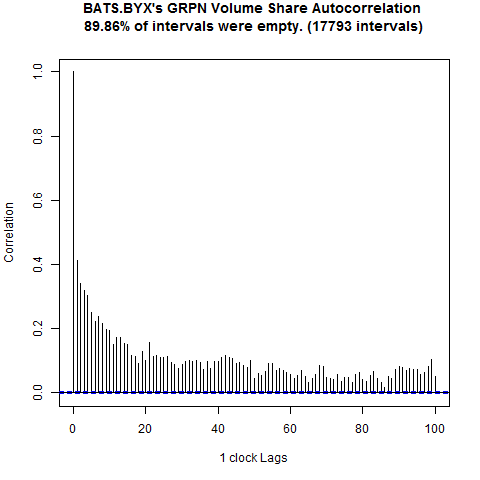 BATS.BYX's GRPN Volume Share Autocorrelation
89.86% of intervals were empty. (17793 intervals)
1.0
0.8
0.6
0.4
0.2
0.0
Correlation
0 20 40 60 80 100
1 clock Lags